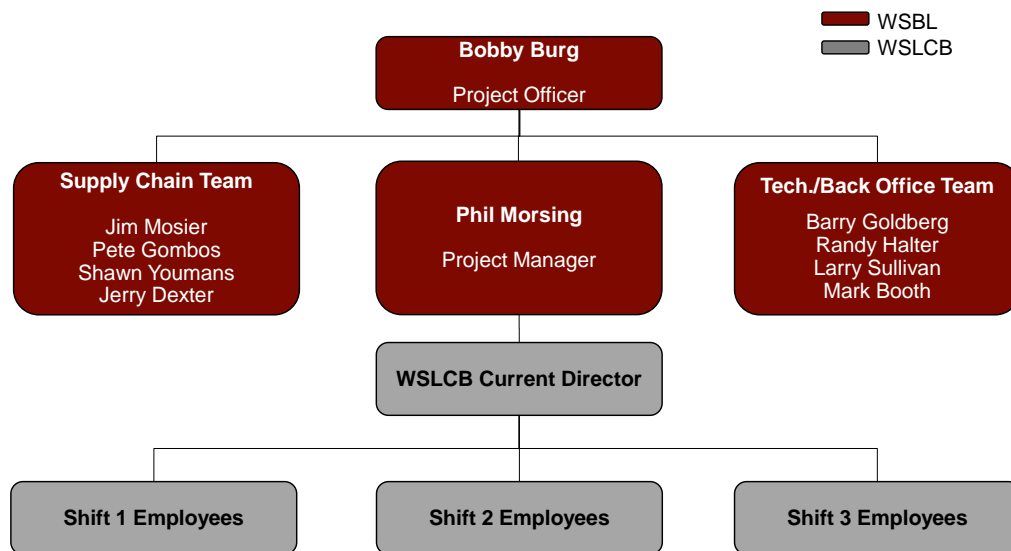 WSBL
WSLCB
Bobby Burg
Project Officer
Supply Chain Team
Jim Mosier
Pete Gombos
Shawn Youmans
Jerry Dexter
Phil Morsing
Project Manager
Tech./Back Office Team
Barry Goldberg
Randy Halter
Larry Sullivan
Mark Booth
WSLCB Current Director
Shift 1 Employees
Shift 2 Employees
Shift 3 Employees